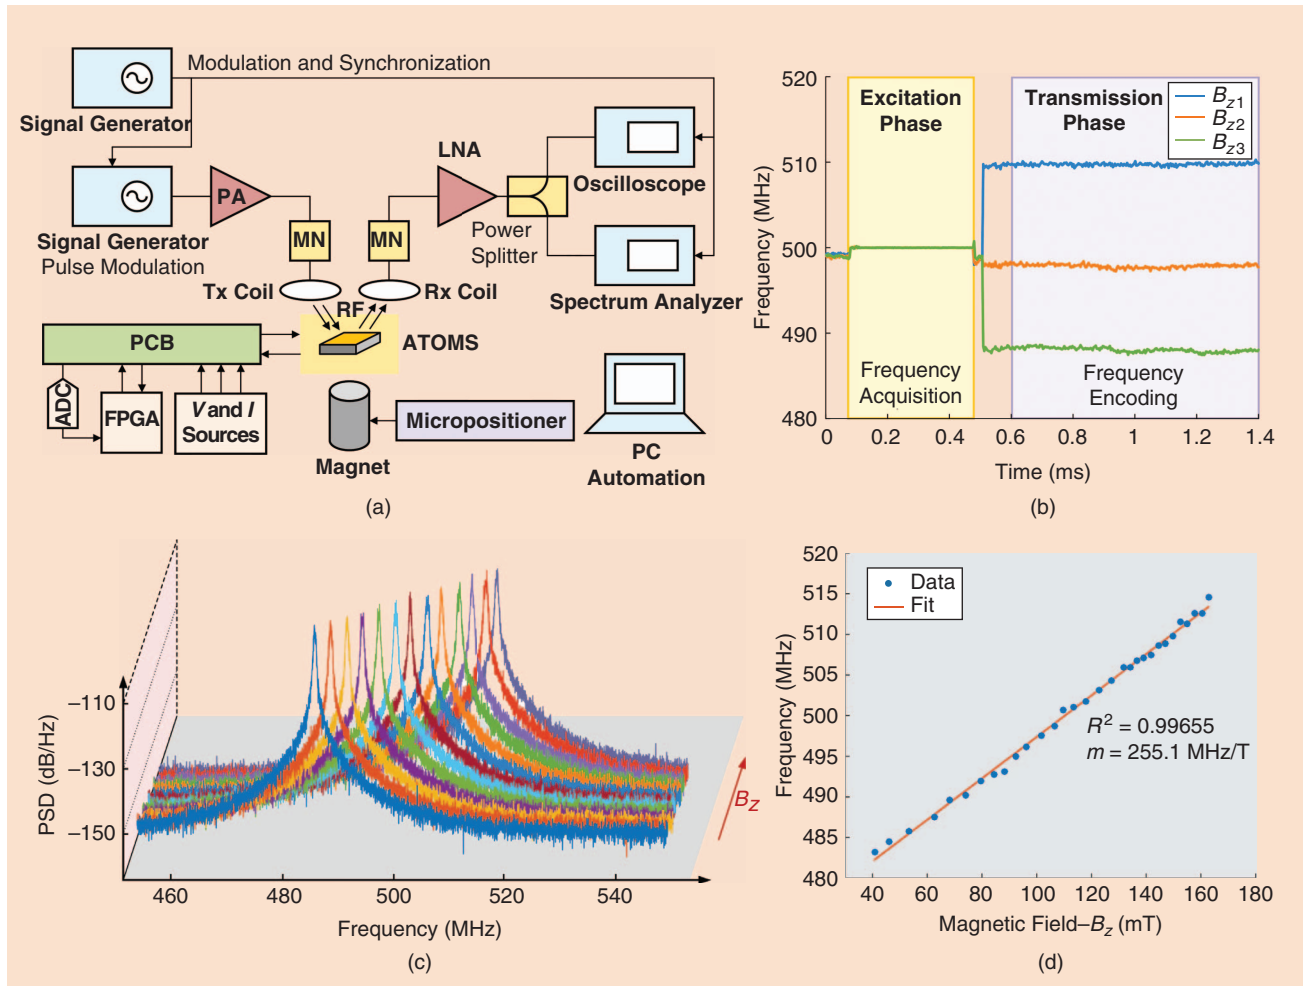 Modulation and Synchronization
Signal Generator
LNA
Oscilloscope
PA
Signal Generator
Pulse Modulation
MN
MN
Power
Splitter
Spectrum Analyzer
Tx Coil
Rx Coil
RF
PCB
ATOMS
ADC
FPGA
V and I
Sources
Micropositioner
Magnet
PC
Automation
(a)
Frequency (MHz)
520
510
500
490
480
Excitation
Phase
Transmission
Phase
Bz1
Bz2
Bz3
Frequency
Acquisition
Frequency
Encoding
0
0.2
0.4
0.6
0.8
1
1.2
1.4
Time (ms)
(b)
PSD (dB/Hz)
−110
−130
−150
BZ
460
480
500
520
540
Frequency (MHz)
(c)
Frequency (MHz)
520
515
510
505
500
495
490
485
480
Data
Fit
R2 = 0.99655
m = 255.1 MHz/T
40
60
80
100
120
140
160
180
Magnetic Field–Bz (mT)
(d)